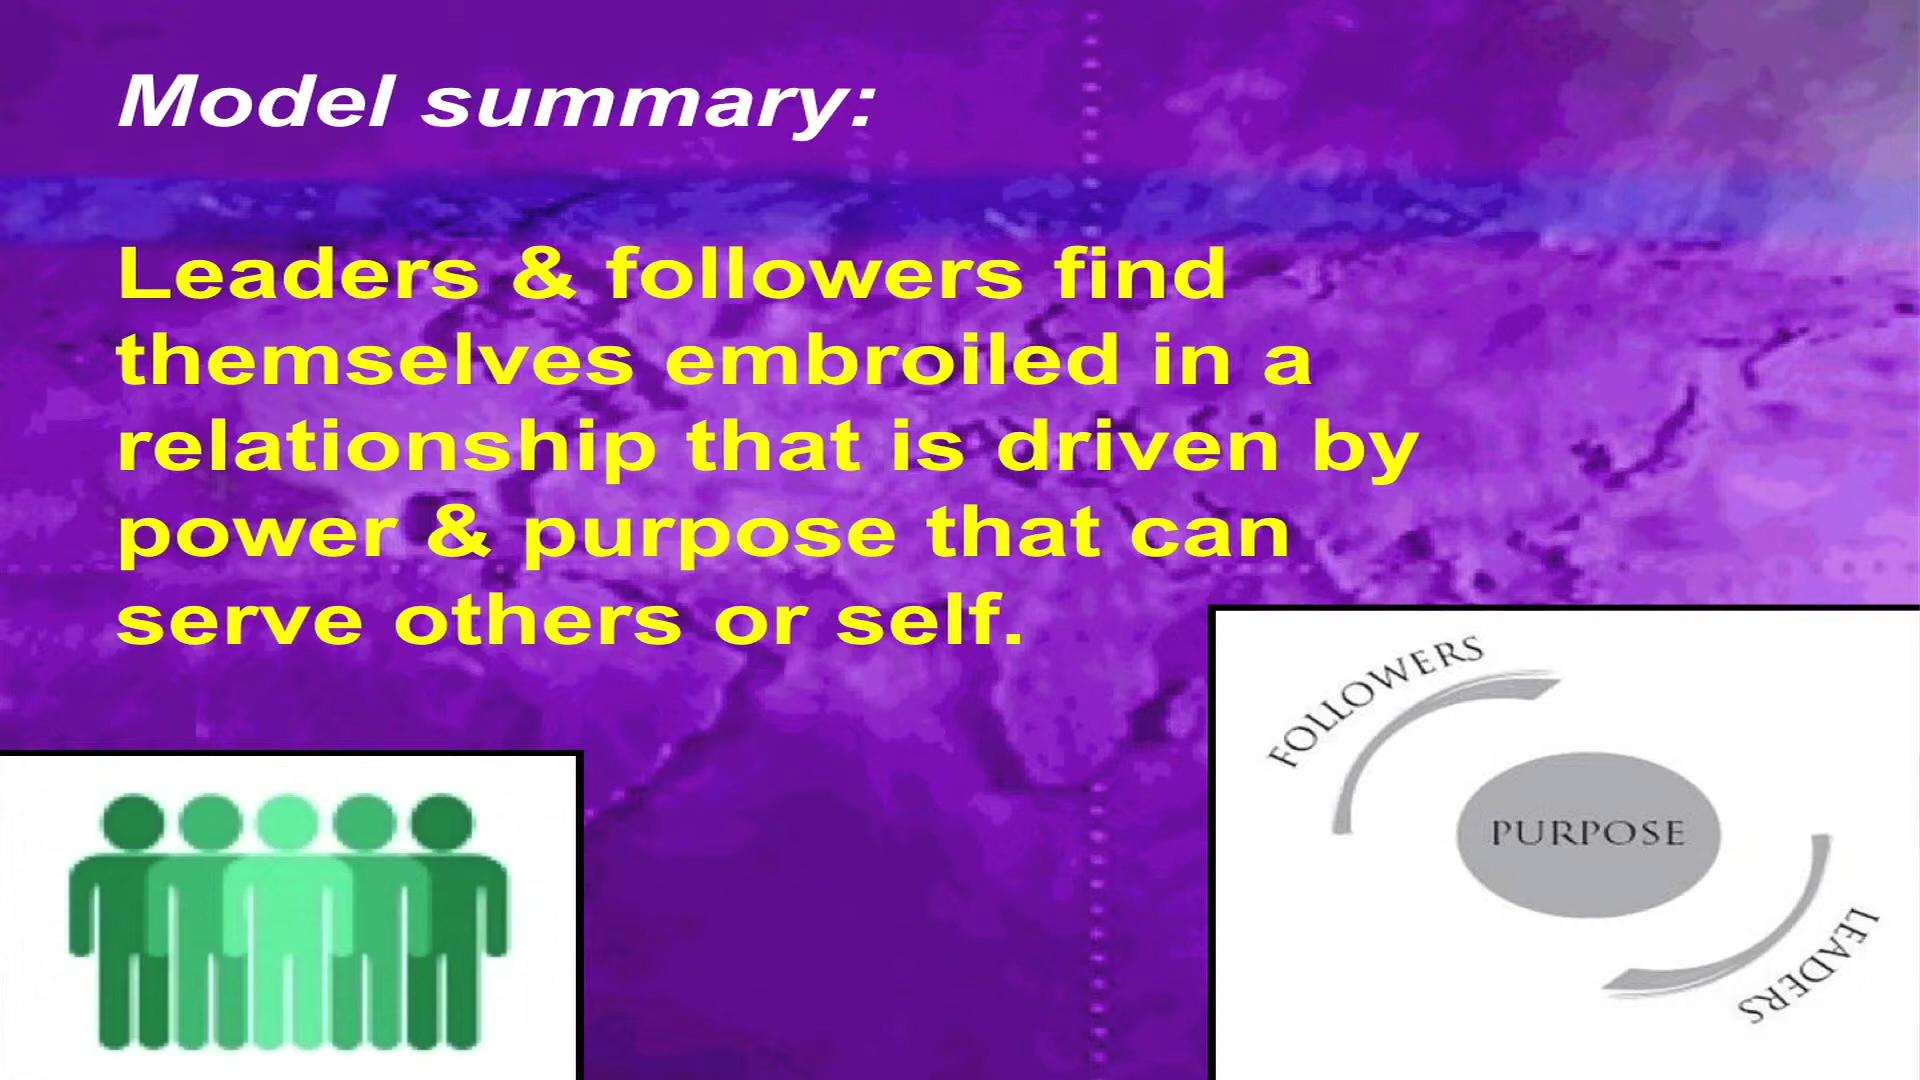 Model summary:
Leaders & followers find
themselves embroiled in a
relationship that is driven by
power & purpose that can
serve others or self.
FOLLOWERS
PURPOSE
LEADERS